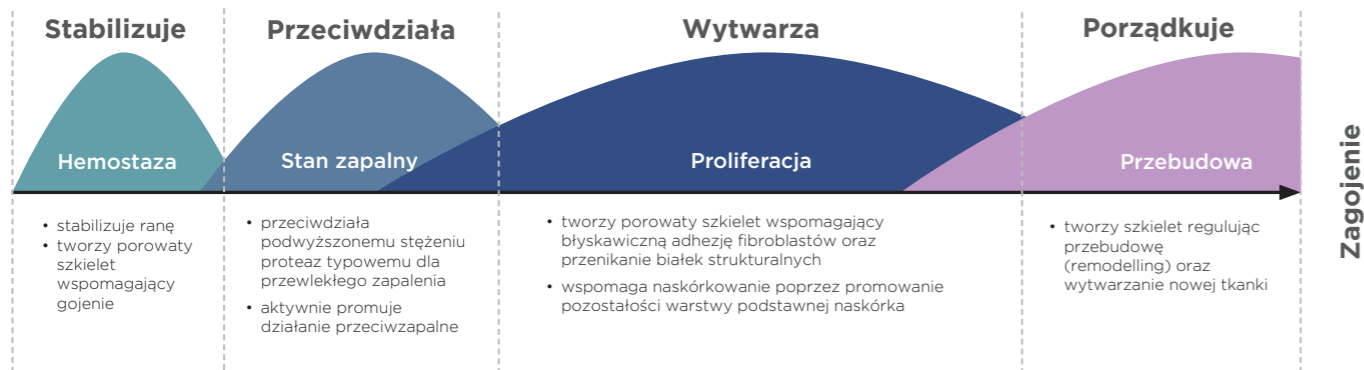 Stabilizuje
Przeciwdziała
Wytwarza
Porządkuje
Hemostaza
Stan zapalny
Proliferacja
Przebudowa
Zagojenie
• stabilizuje ranę
• tworzy porowaty
szkielet
wspomagający
gojenie
• przeciwdziała
podwyższonemu stężeniu
proteaz typowemu dla
przewlekłego zapalenia
• aktywnie promuje
działanie przeciwzapalne
• tworzy porowaty szkielet wspomagający
błyskawiczną adhezję fibroblastów oraz
przenikanie białek strukturalnych
• wspomaga naskórkowanie poprzez promowanie
pozostałości warstwy podstawnej naskórka
• tworzy szkielet regulując
przebudowę
(remodelling) oraz
wytwarzanie nowej tkanki